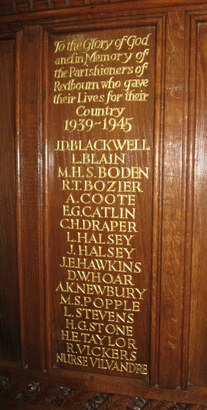 To the Glory of God
and in Memory of
the Parishioners of
Redbourn who gave
their Lives for their
Country
1939-1945
J.D.BLACKWELL
L.BLAIN
M.H.S.BODEN
R.T.BOZIER
A.COOTE
E.G.CATLIN
C.H.DRAPER
L.HALSEY
J.HALSEY
J.E.HAWKINS
D.WHOAR
A.K.NEWBURY
M.S.POPPLE
L.STEVENS
H.G.STONE
H.E.TAYLOR
R.VICKERS
NURSE VILVANDRE